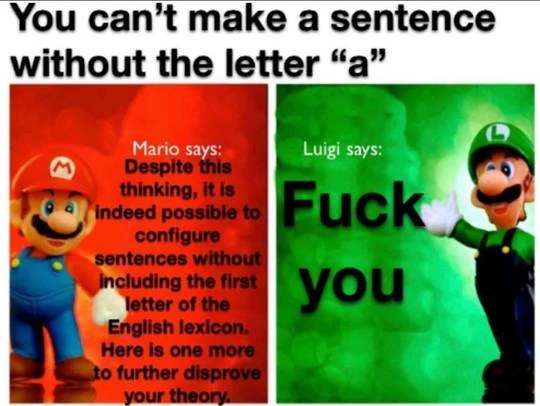 You can't make a sentence
without the letter “a”
Mario says:
Despite this
thinking, it is
indeed possible to
configure
sentences without
including the first
letter of the
English lexicon.
Here is one more
to further disprove
your theory.
Luigi says:
Fuck
you
M
L